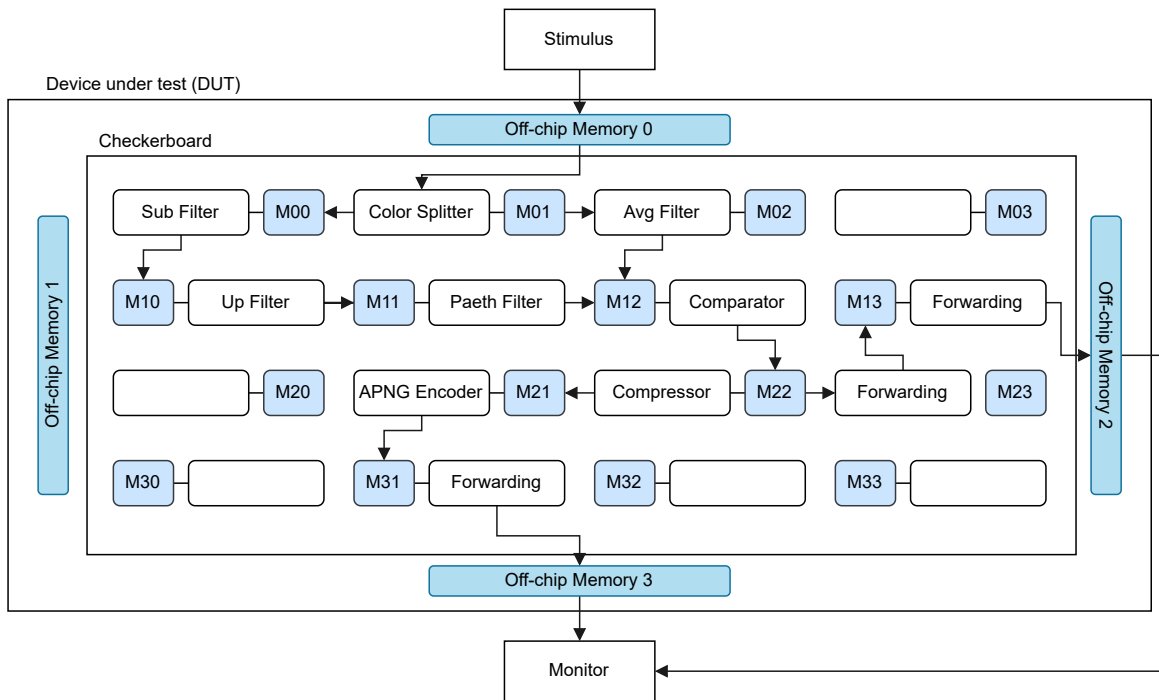 Stimulus
Device under test (DUT)
Off-chip Memory 0
Checkerboard
Sub Filter
M00
Color Splitter
M01
Avg Filter
M02
M03
Off-chip Memory 1
M10
Up Filter
M11
Paeth Filter
M12
Comparator
M13
Forwarding
Off-chip Memory 2
M20
APNG Encoder
M21
Compressor
M22
Forwarding
M23
M30
M31
Forwarding
M32
M33
Off-chip Memory 3
Monitor